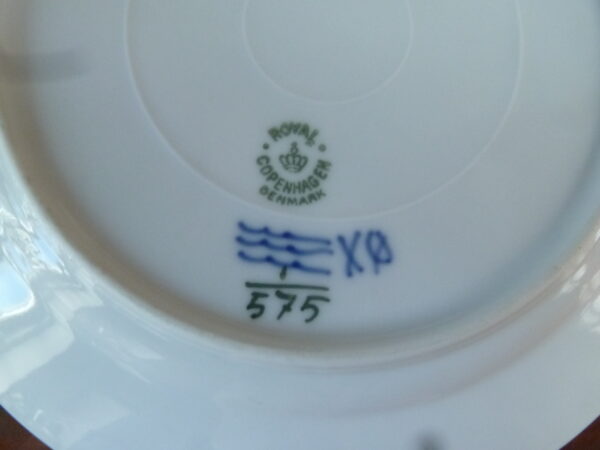 ROYAL
COPENHAGEN
DENMARK
XØ
1
575